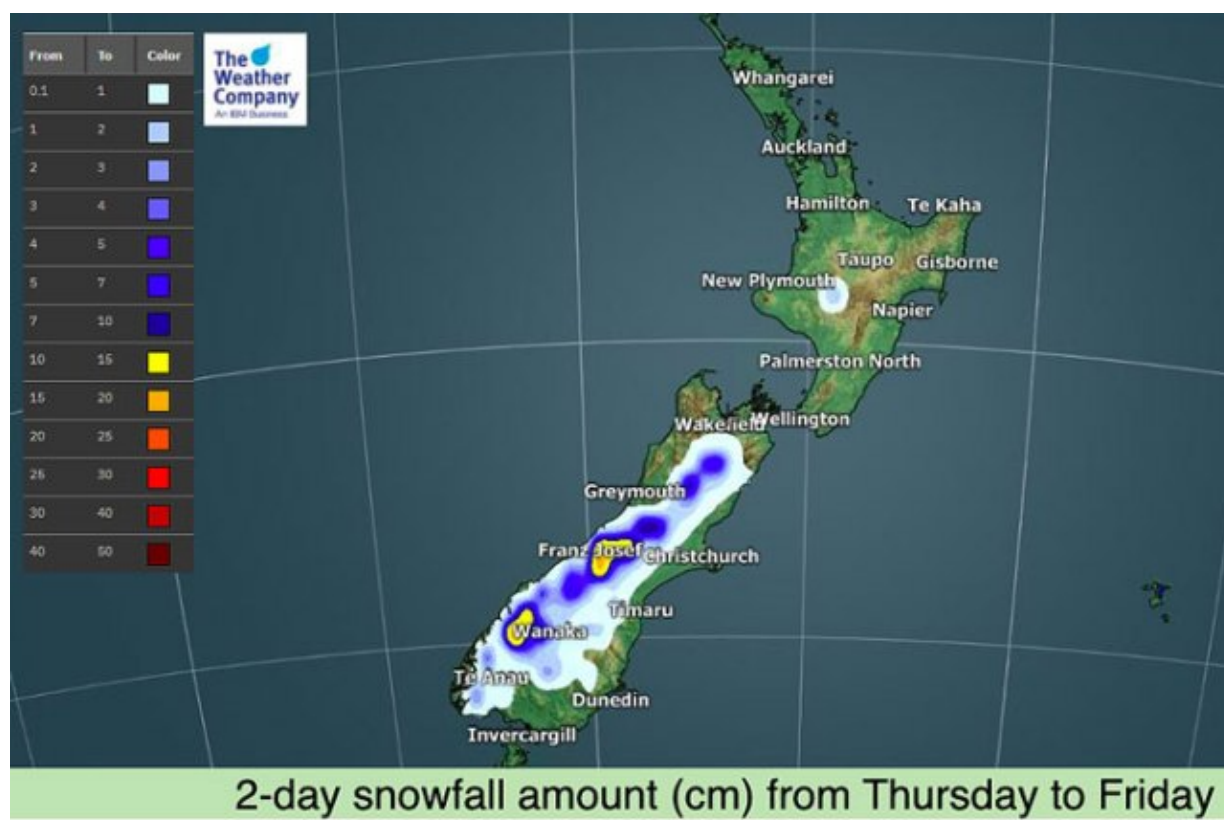 From To Color
0.1 1
1 2
2 3
3 4
4 5
5 7
7 10
10 15
15 20
20 25
25 30
30 40
40 50
The
Weather
Company
An IBM Business
Whangarei
Auckland
Hamilton
Te Kaha
Taupo
Gisborne
New Plymouth
Napier
Palmerston North
Wellington
Wakefield
Greymouth
Franz Josef
Christchurch
Timaru
Wanaka
Te Anau
Dunedin
Invercargill
2-day snowfall amount (cm) from Thursday to Friday